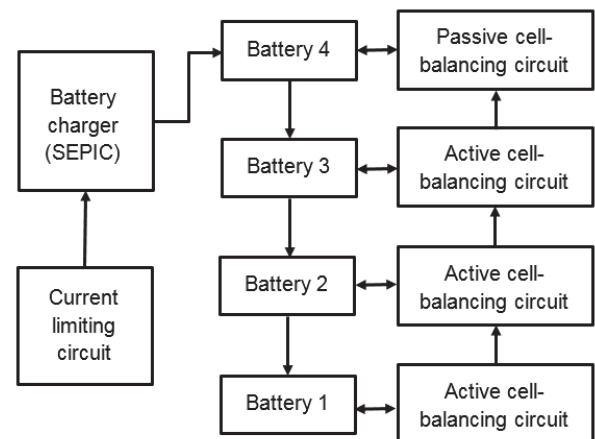 Battery
charger
(SEPIC)
Current
limiting
circuit
Battery 4
Battery 3
Battery 2
Battery 1
Passive cell-
balancing circuit
Active cell-
balancing circuit
Active cell-
balancing circuit
Active cell-
balancing circuit